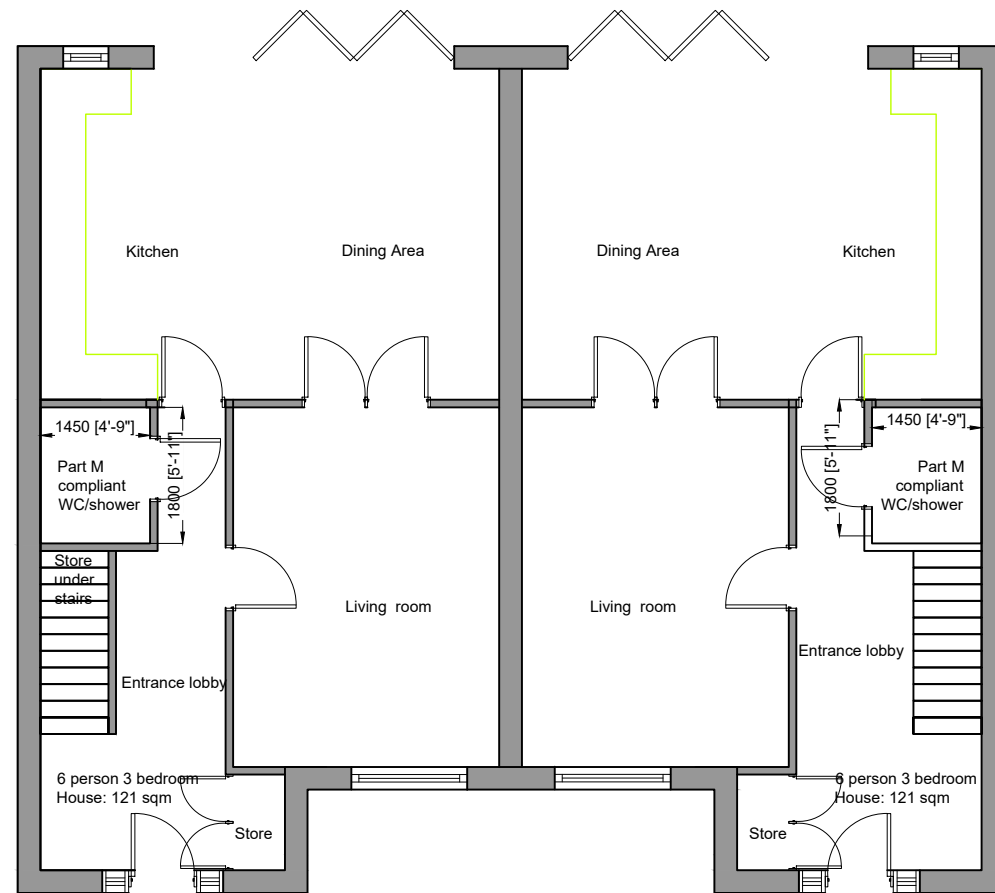 Kitchen
Dining Area
Dining Area
Kitchen
1450 [4'-9"]
1800 [5'-11"]
Part M
compliant
WC/shower
1800 [5'-11"]
1450 [4'-9"]
Part M
compliant
WC/shower
Store
under
stairs
Living room
Living room
Entrance lobby
Entrance lobby
6 person 3 bedroom
House: 121 sqm
6 person 3 bedroom
House: 121 sqm
Store
Store